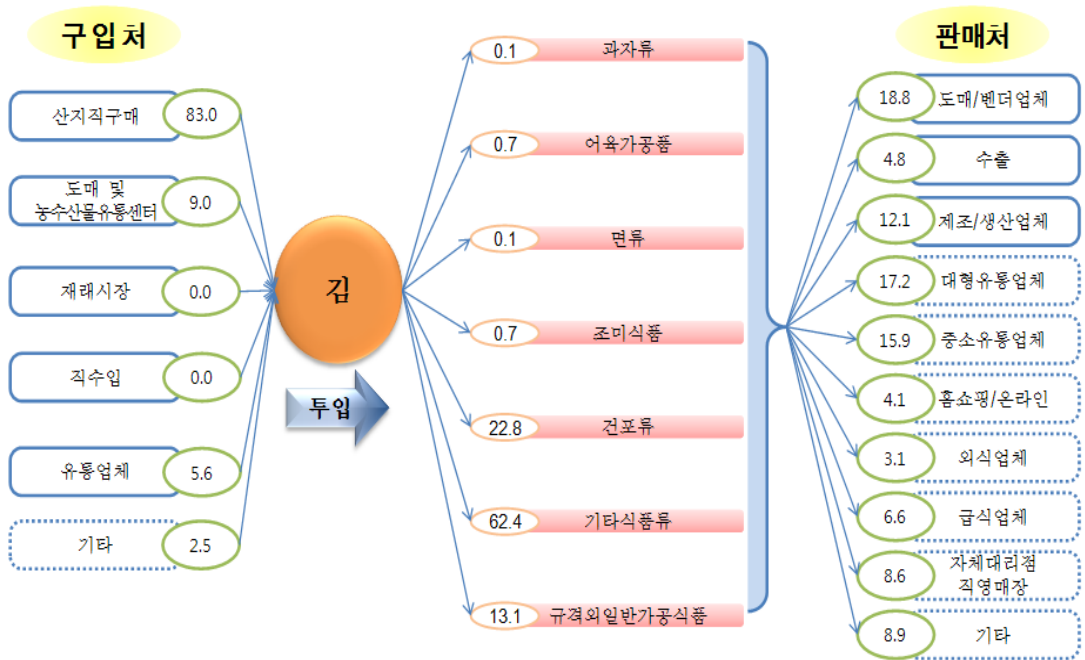 구입처
산지직구매 83.0
도매 및
농수산물유통센터 9.0
재래시장 0.0
직수입 0.0
유통업체 5.6
기타 2.5
김
투입
0.1 과자류
0.7 어육가공품
0.1 면류
0.7 조미식품
22.8 건포류
62.4 기타식품류
13.1 규격외일반가공식품
판매처
18.8 도매/벤더업체
4.8 수출
12.1 제조/생산업체
17.2 대형유통업체
15.9 중소유통업체
4.1 홈쇼핑/온라인
3.1 외식업체
6.6 급식업체
8.6 자체대리점
직영매장
8.9 기타